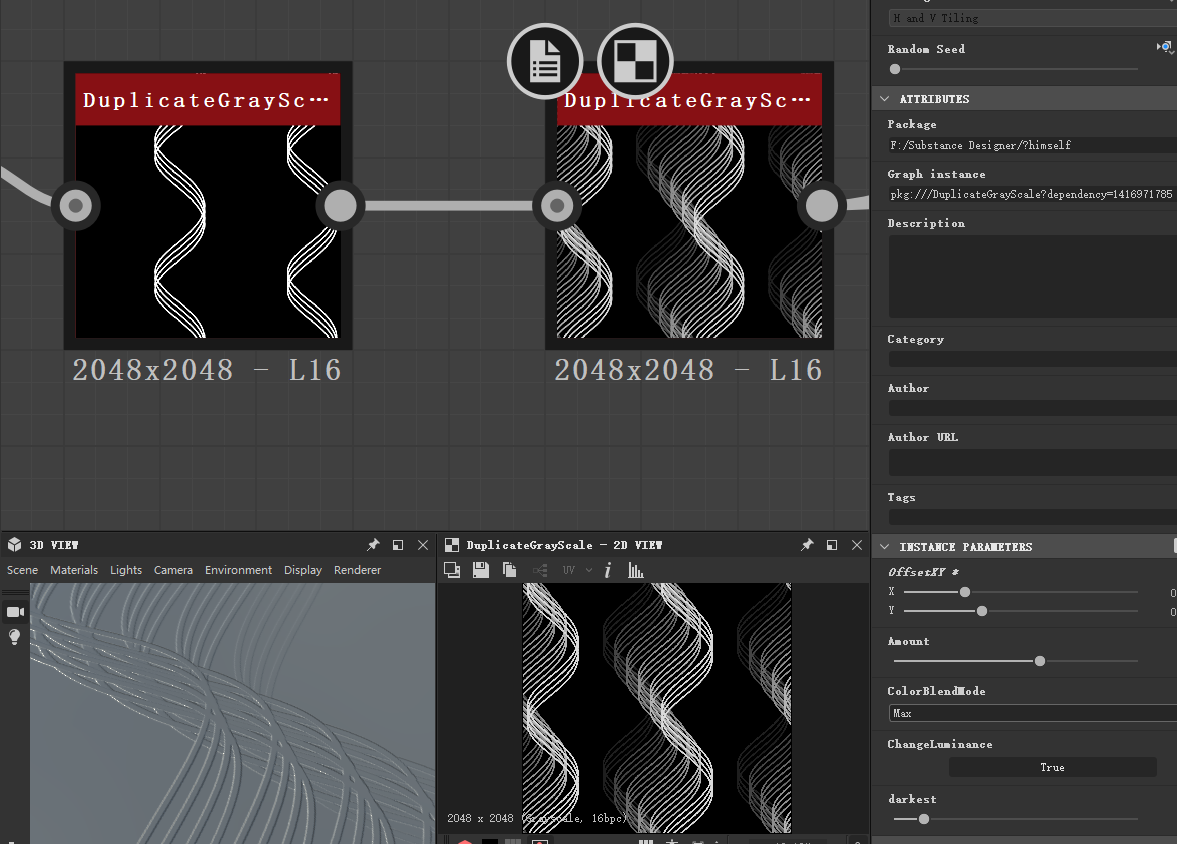 H and V Tiling
Random Seed
ATTRIBUTES
Package
F:/Substance Designer/?himself
Graph instance
pkg:///DuplicateGrayScale?dependency=1416971785
Description
Category
Author
Author URL
Tags
INSTANCE PARAMETERS
OffsetXY *
X
0
Y
0
Amount
ColorBlendMode
Max
ChangeLuminance
True
darkest
DuplicateGraySc···
2048x2048 - L16
DuplicateGraySc···
2048x2048 - L16
3D VIEW
Scene Materials Lights Camera Environment Display Renderer
DuplicateGrayScale - 2D VIEW
UV
2048 x 2048 (Grayscale, 16bpc)